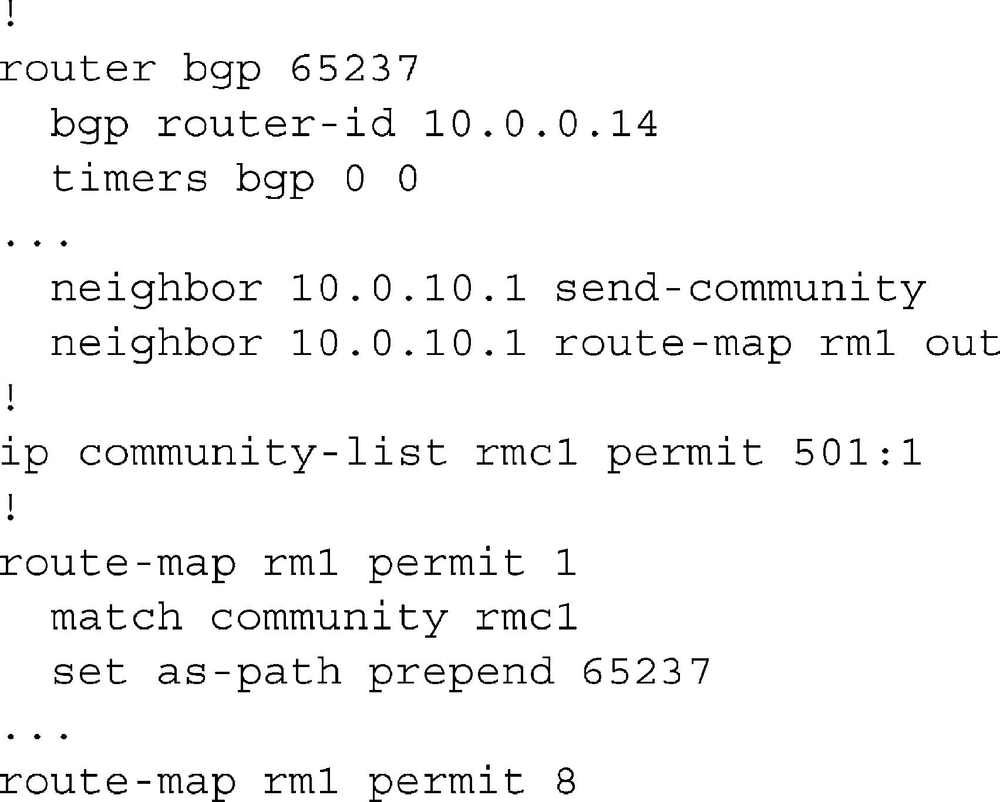 !
router bgp 65237
  bgp router-id 10.0.0.14
  timers bgp 0 0
...
  neighbor 10.0.10.1 send-community
  neighbor 10.0.10.1 route-map rm1 out
!
ip community-list rmc1 permit 501:1
!
route-map rm1 permit 1
  match community rmc1
  set as-path prepend 65237
...
route-map rm1 permit 8